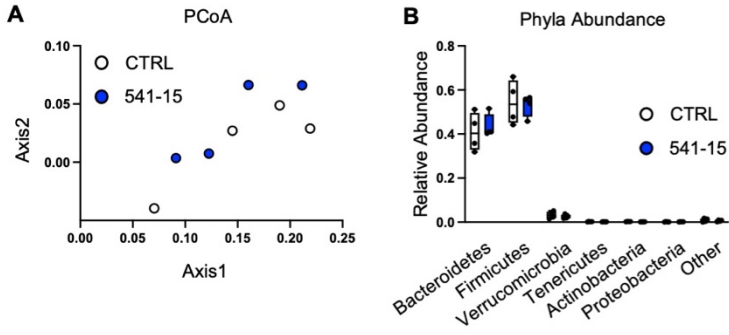 A
PCoA
0.10
0.05
0.00
Axis2
CTRL
541-15
0.00 0.05 0.10 0.15 0.20 0.25
Axis1
B
Phyla Abundance
0.8
0.6
0.4
0.2
0.0
Relative Abundance
CTRL
541-15
Bacteroidetes
Firmicutes
Verrucomicrobia
Tenericutes
Actinobacteria
Proteobacteria
Other